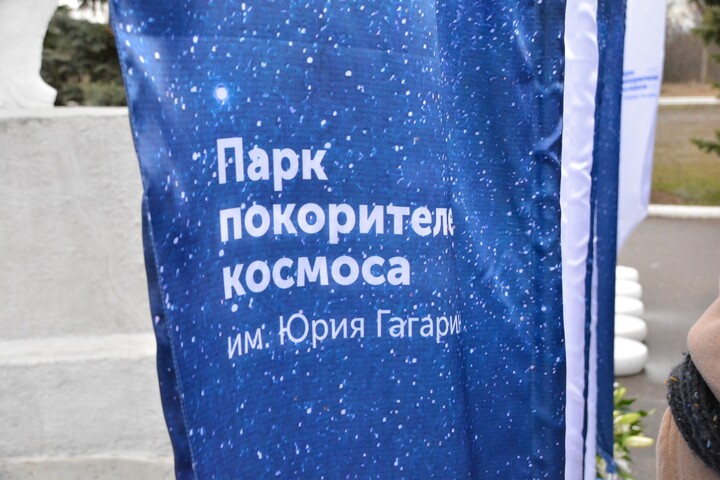 Парк
покорителе
космоса
им. Юрия Гагари